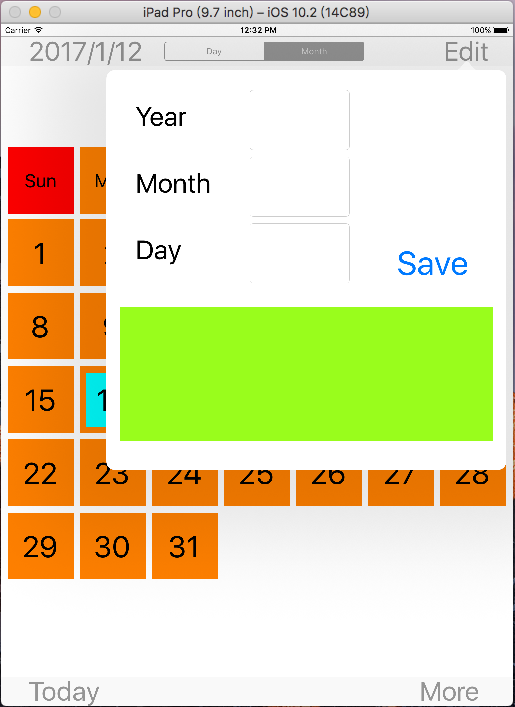 iPad Pro (9.7 inch) – iOS 10.2 (14C89)
Carrier 12:32 PM 100%
2017/1/12 Day Month Edit
Year
Month
Day
Save
Sun
1
8
15
22 23 24 25 26 27 28
29 30 31
Today More